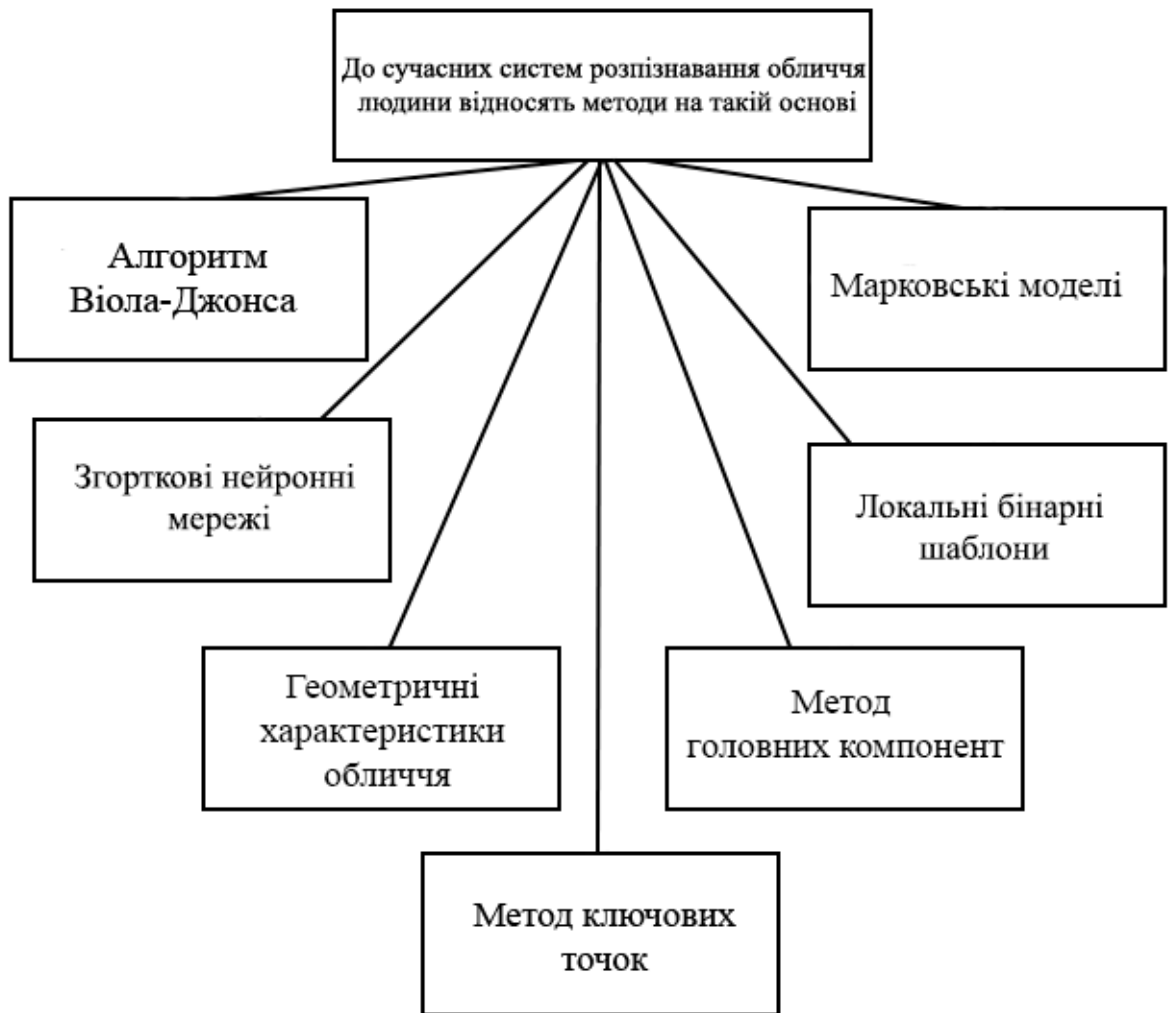 До сучасних систем розпізнавання обличчя
людини відносять методи на такій основі
Алгоритм
Віола-Джонса
Марковські моделі
Згорткові нейронні
мережі
Локальні бінарні
шаблони
Геометричні
характеристики
обличчя
Метод
головних компонент
Метод ключових
точок